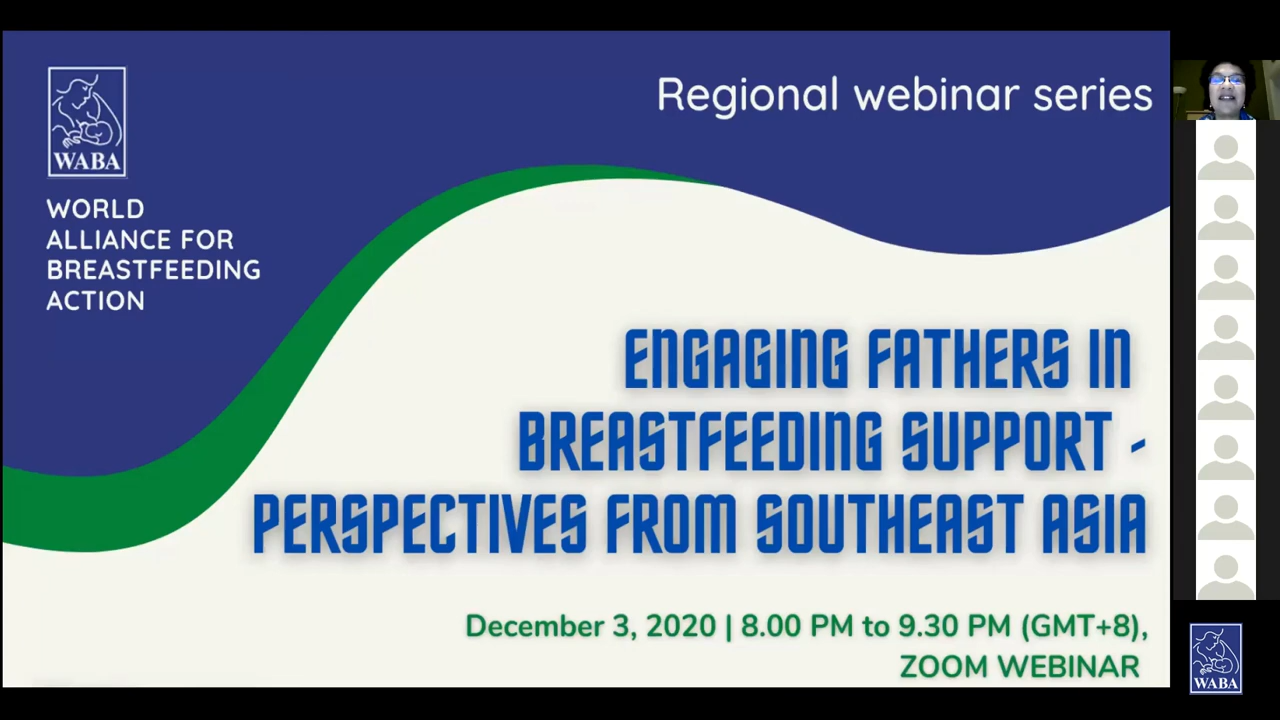 Regional webinar series
WABA
WORLD
ALLIANCE FOR
BREASTFEEDING
ACTION
ENGAGING FATHERS IN
BREASTFEEDING SUPPORT -
PERSPECTIVES FROM SOUTHEAST ASIA
December 3, 2020 | 8.00 PM to 9.30 PM (GMT+8),
ZOOM WEBINAR
WABA